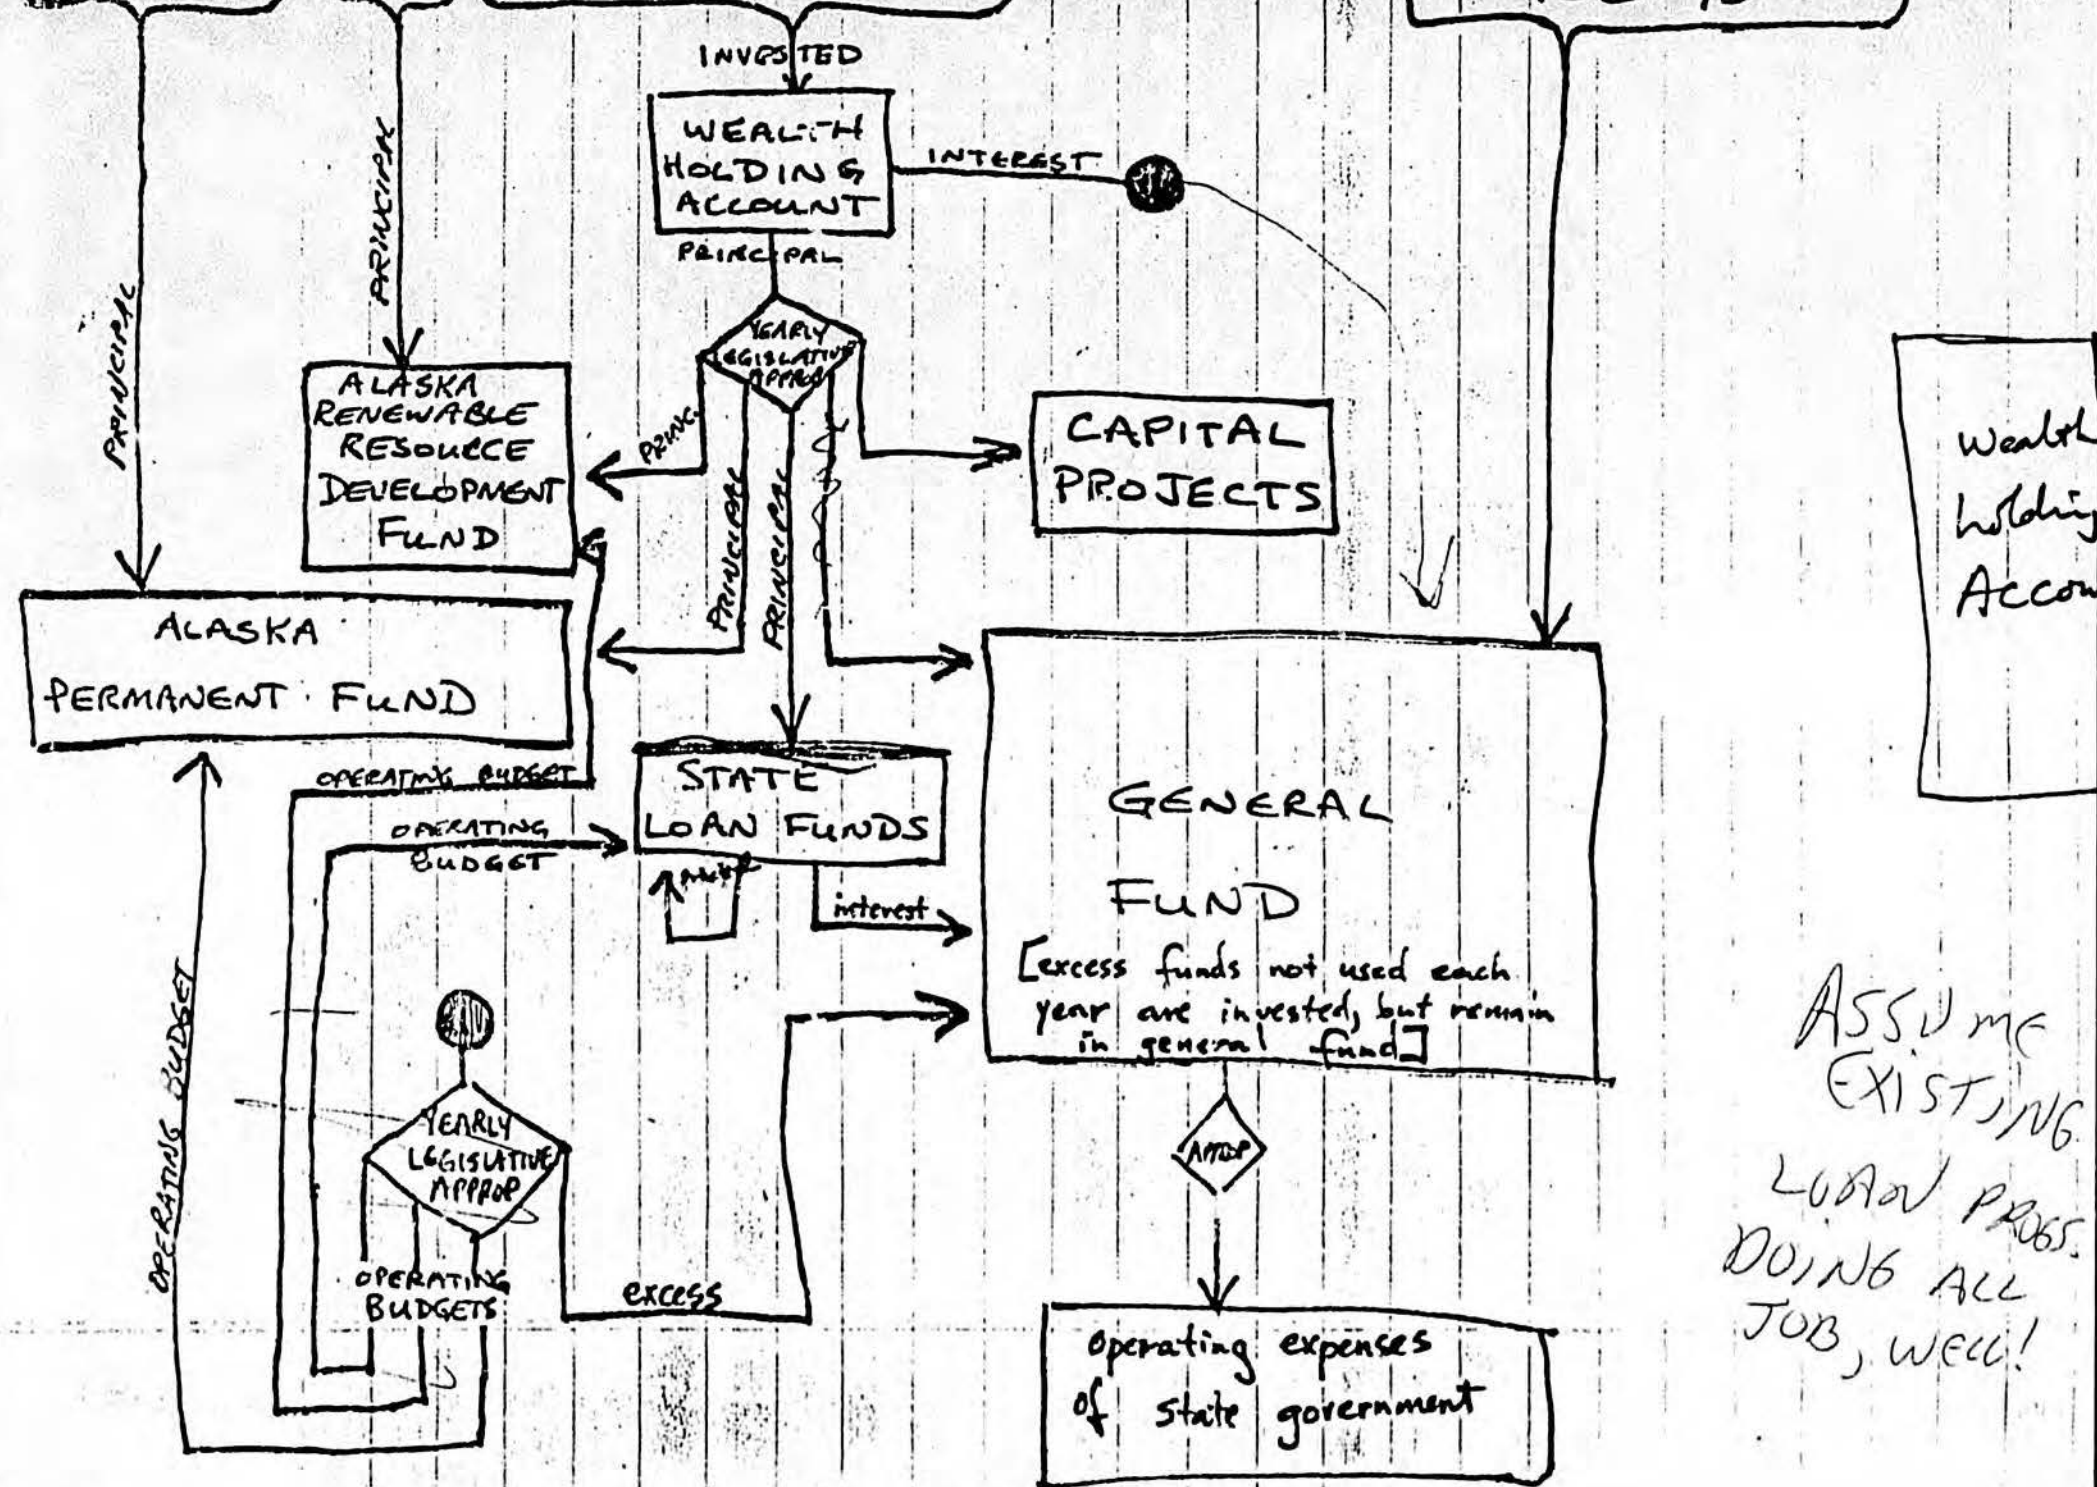 INVESTED
WEALTH
HOLDING
ACCOUNT
INTEREST
PRINCIPAL
PRINCIPAL
PRINCIPAL
YEARLY
LEGISLATIVE
APPROP
ALASKA
RENEWABLE
RESOURCE
DEVELOPMENT
FUND
PRINC.
PRINCIPAL
PRINCIPAL
CAPITAL
PROJECTS
Wealth
holding
Accou
ALASKA
PERMANENT FUND
OPERATING BUDGET
STATE
LOAN FUNDS
OPERATING
BUDGET
interest
GENERAL
FUND
[excess funds not used each
year are invested, but remain
in general fund]
OPERATING BUDGET
YEARLY
LEGISLATIVE
APPROP
OPERATING
BUDGETS
excess
APPROP
operating expenses
of state government
ASSUME
EXISTING
LOAN PROGS.
DOING ALL
JOB, WELL!